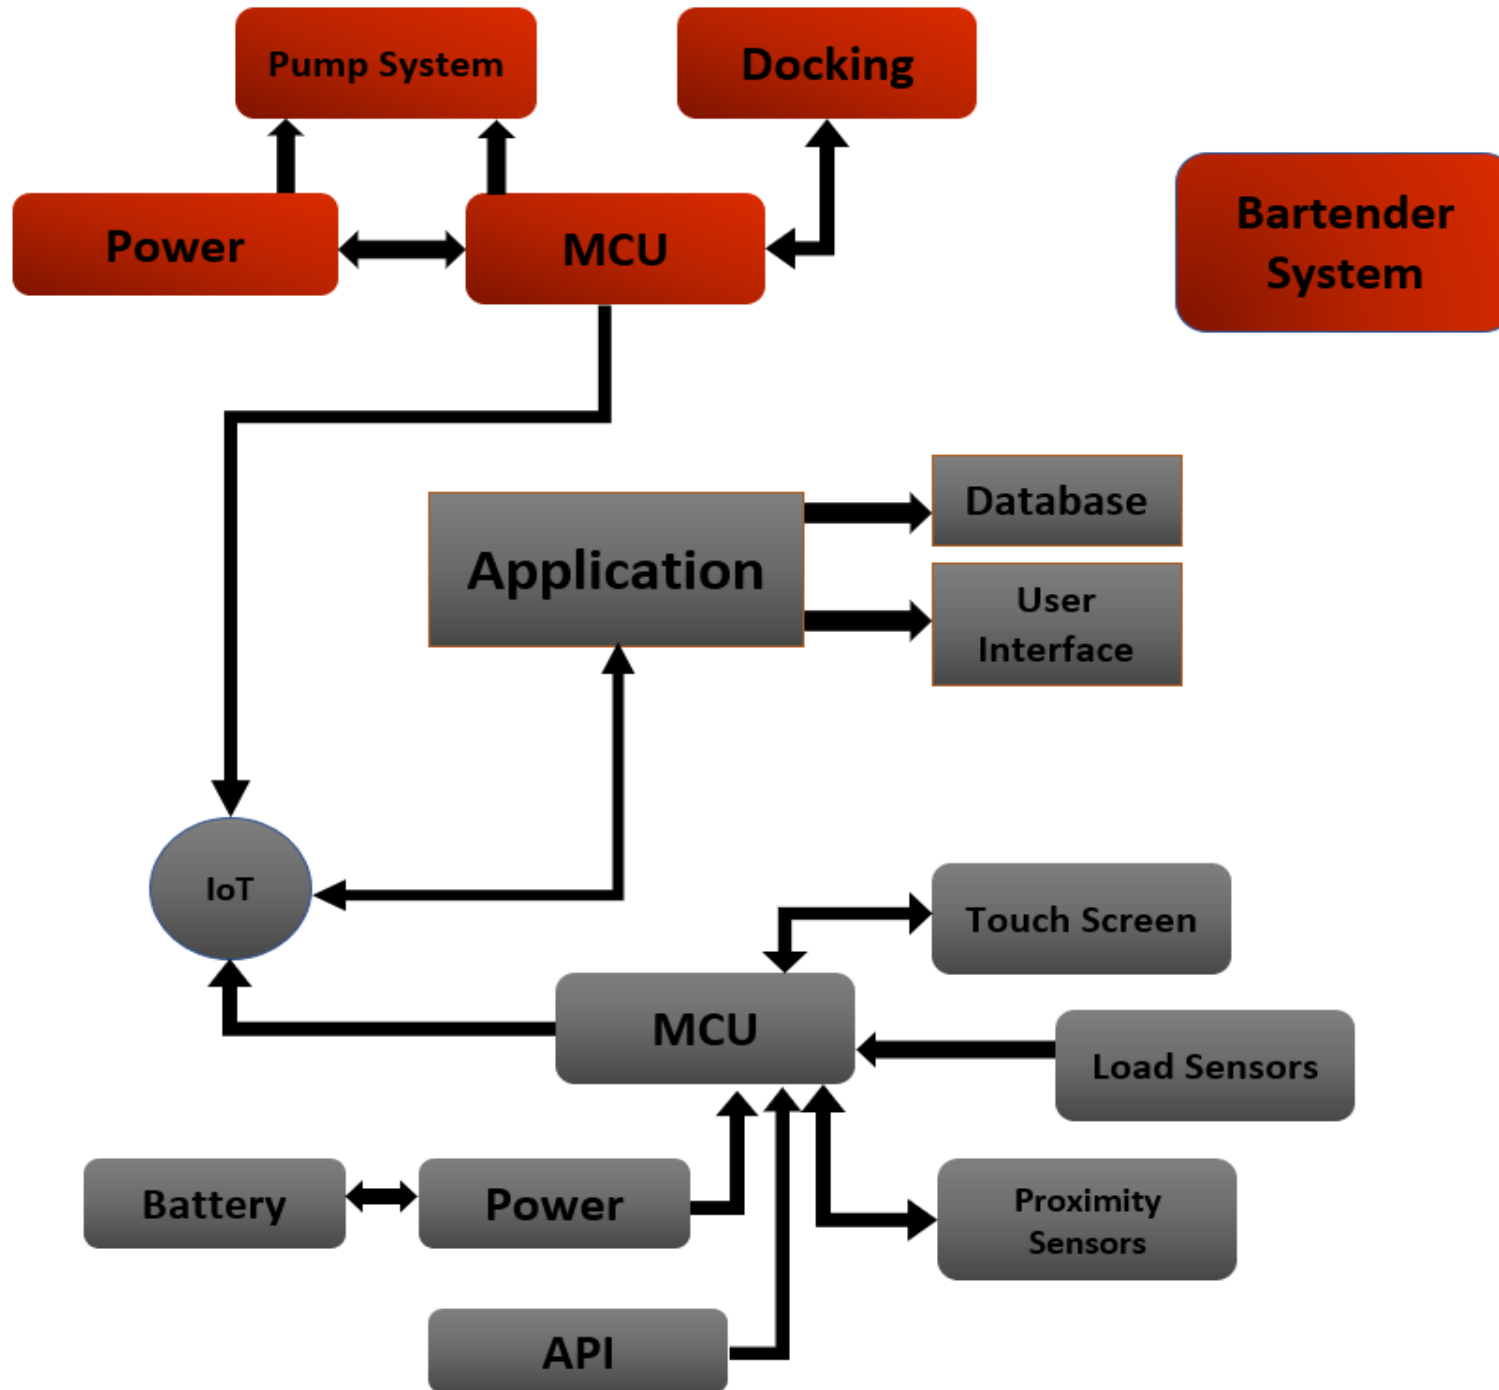 Pump System
Docking
Power
MCU
Bartender
System
Application
Database
User
Interface
IoT
Touch Screen
MCU
Load Sensors
Battery
Power
Proximity
Sensors
API